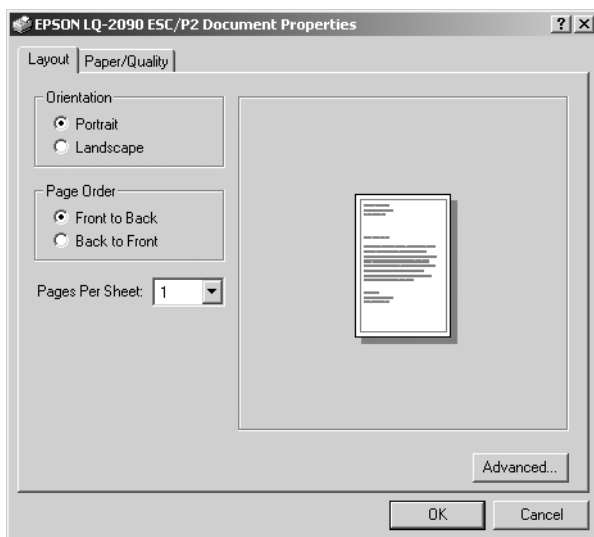 EPSON LQ-2090 ESC/P2 Document Properties
Layout
Paper/Quality
Orientation
Portrait
Landscape
Page Order
Front to Back
Back to Front
Pages Per Sheet: 1
Advanced...
OK
Cancel